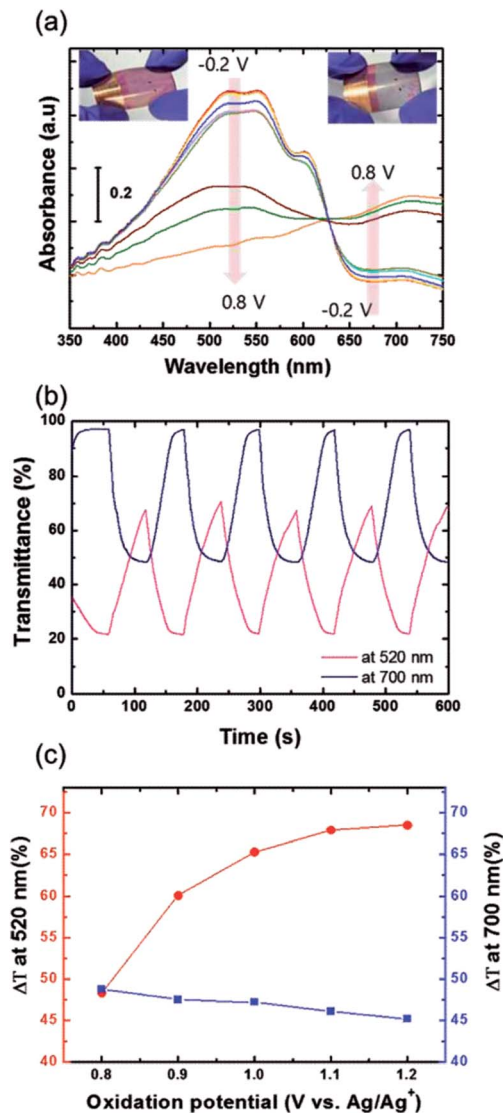 (a)
Absorbance (a.u)
-0.2 V
0.8 V
0.2
0.8 V
-0.2 V
350 400 450 500 550 600 650 700 750
Wavelength (nm)
(b)
Transmittance (%)
100
80
60
40
20
0
at 520 nm
at 700 nm
0 100 200 300 400 500 600
Time (s)
(c)
ΔT at 520 nm(%)
70
65
60
55
50
45
40
70
65
60
55
50
45
40
ΔT at 700 nm(%)
0.8 0.9 1.0 1.1 1.2
Oxidation potential (V vs. Ag/Ag⁺)